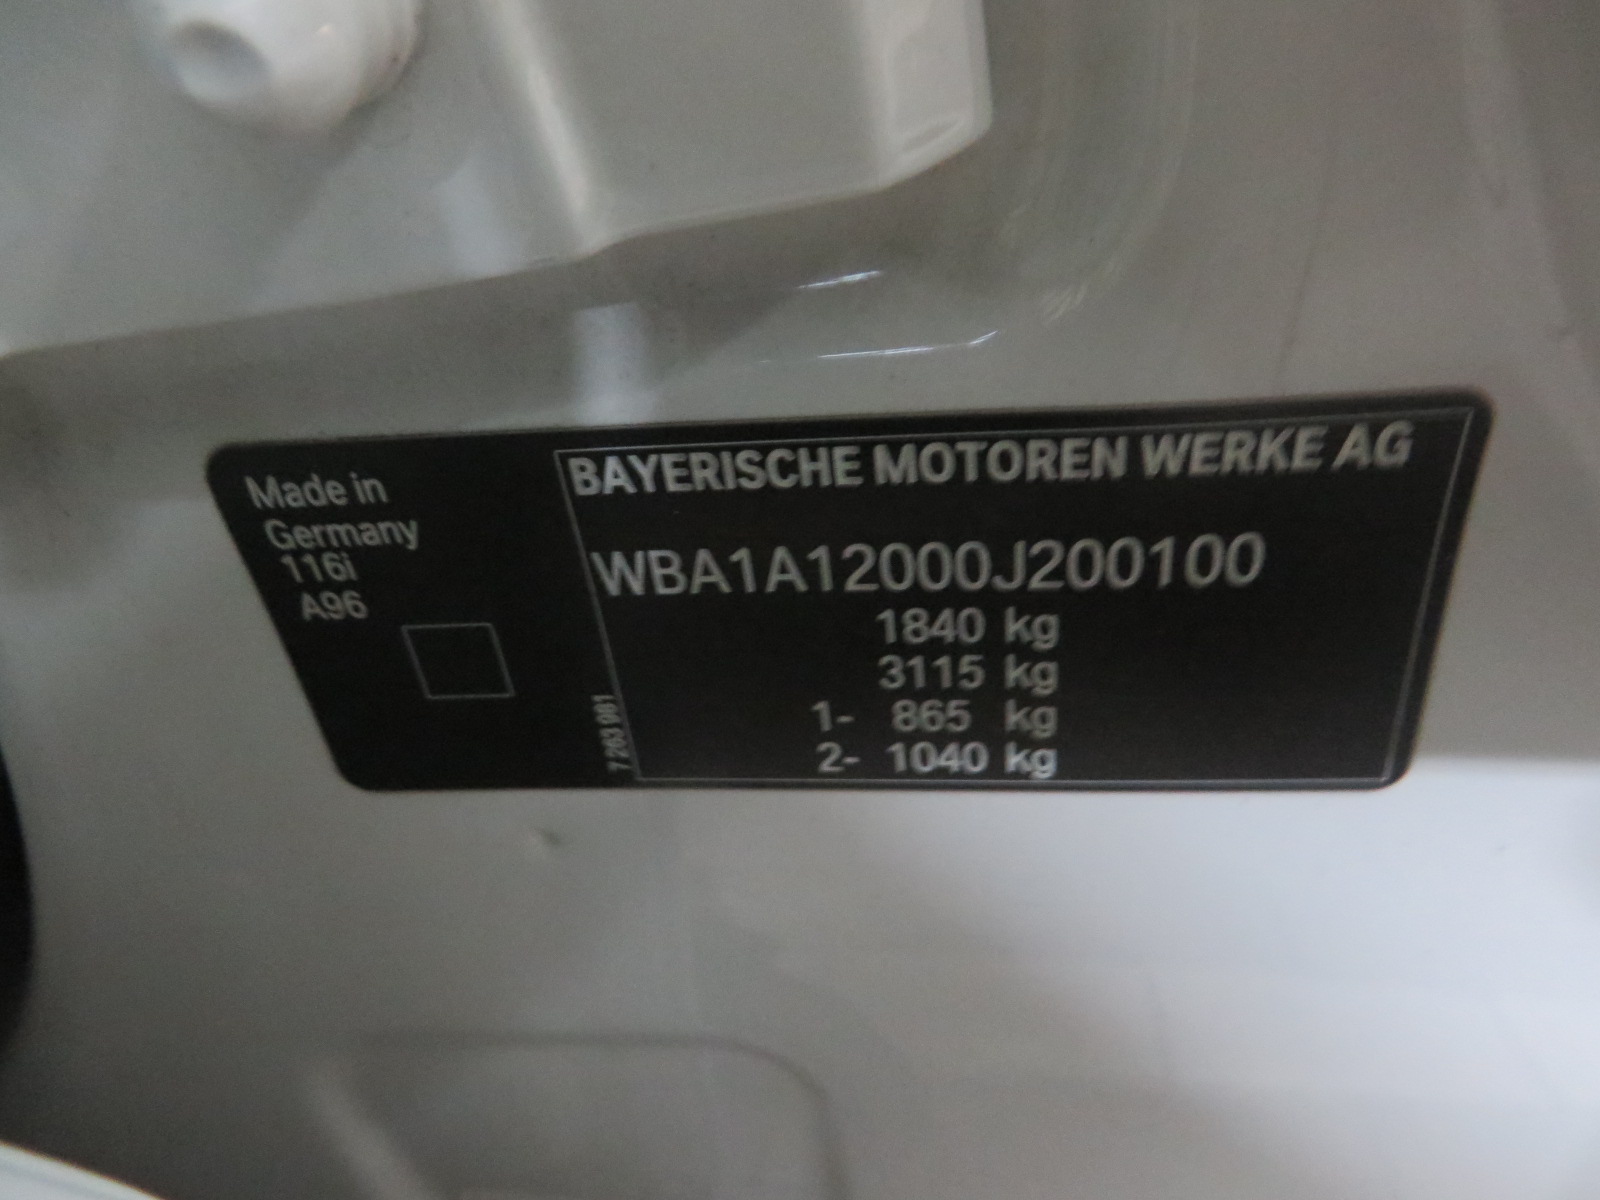 Made in
Germany
116i
A96
BAYERISCHE MOTOREN WERKE AG
WBA1A12000J200100
1840 kg
3115 kg
1- 865 kg
2- 1040 kg
7 263 981